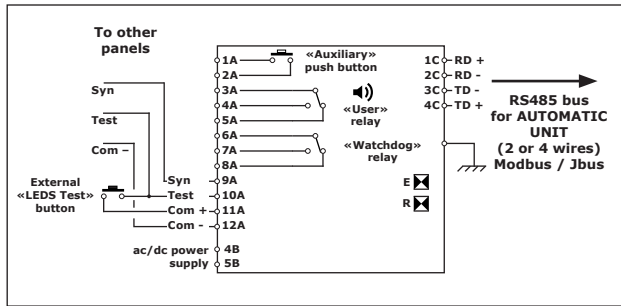 To other
panels
Syn
Test
Com –
External
«LEDS Test»
button
Syn
Test
Com +
Com -
ac/dc power
supply
1A
2A
3A
4A
5A
6A
7A
8A
9A
10A
11A
12A
4B
5B
«Auxiliary»
push button
«User»
relay
«Watchdog»
relay
E
R
1C RD +
2C RD -
3C TD -
4C TD +
RS485 bus
for AUTOMATIC
UNIT
(2 or 4 wires)
Modbus / Jbus